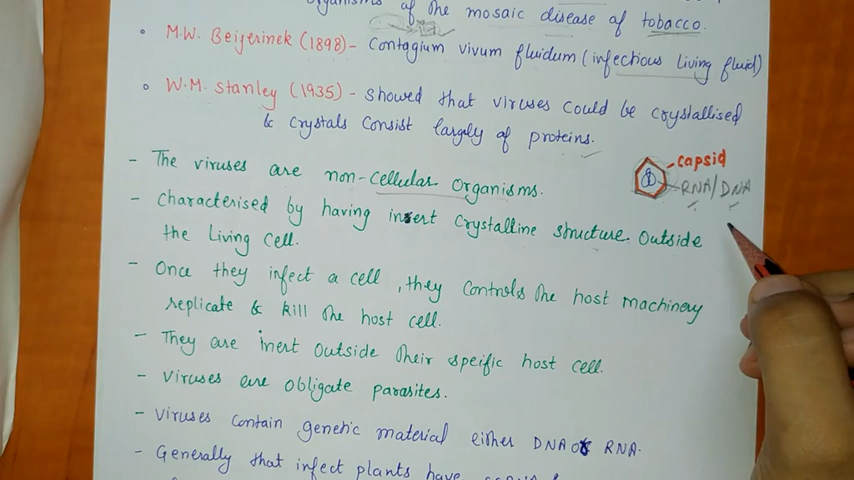 organisms of the mosaic disease of tobacco.
M.W. Beijerinek (1898) - Contagium vivum fluidum (infectious living fluid)
W.M. Stanley (1935) - Showed that viruses could be crystallised
& crystals consist largely of proteins.
capsid
RNA/DNA
- The viruses are non-cellular organisms.
- Characterised by having inert crystalline structure outside
the living cell.
- Once they infect a cell, they controls the host machinery
replicate & kill the host cell.
- They are inert outside their speific host cell.
- Viruses are obligate parasites.
- Viruses contain genetic material either DNA or RNA.
- Generally that infect plants have